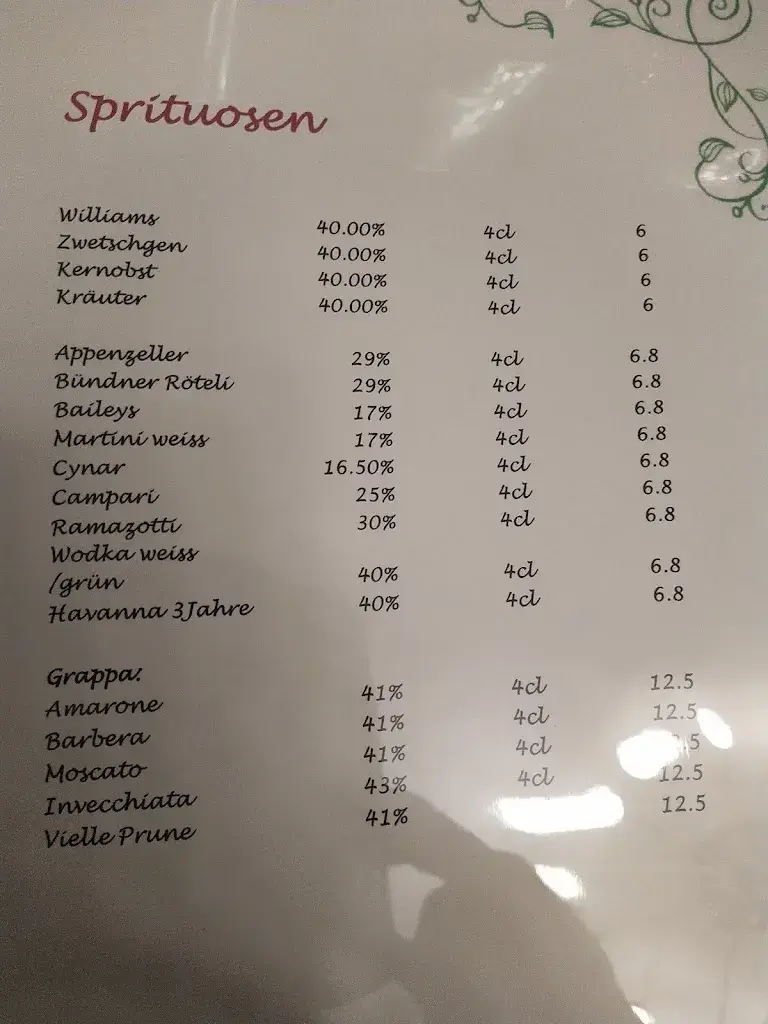 Sprituosen
Williams 40.00% 4cl 6
Zwetschgen 40.00% 4cl 6
Kernobst 40.00% 4cl 6
Kräuter 40.00% 4cl 6
Appenzeller 29% 4cl 6.8
Bündner Röteli 29% 4cl 6.8
Baileys 17% 4cl 6.8
Martini weiss 17% 4cl 6.8
Cynar 16.50% 4cl 6.8
Campari 25% 4cl 6.8
Ramazotti 30% 4cl 6.8
Wodka weiss
/grün 40% 4cl 6.8
Havanna 3Jahre 40% 4cl 6.8
Grappa:
Amarone 41% 4cl 12.5
Barbera 41% 4cl 12.5
Moscato 41% 4cl
Invecchiata 43% 4cl 12.5
Vielle Prune 41% 12.5